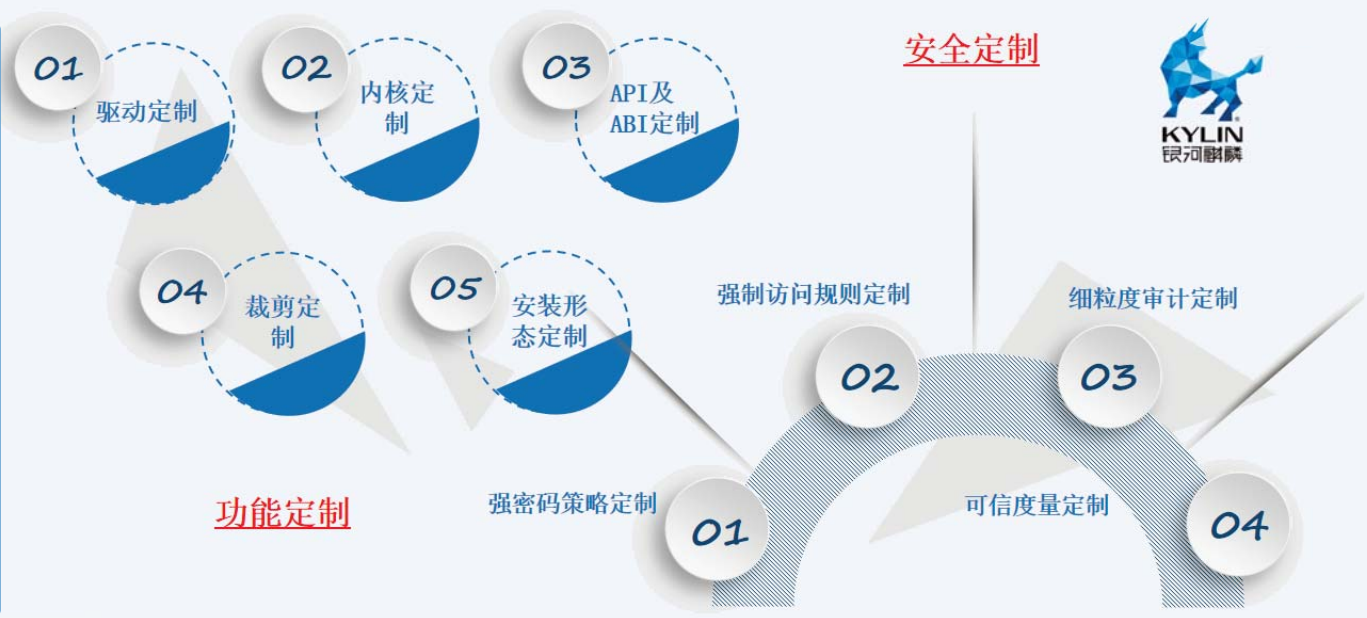 01
驱动定制
02
内核定
制
03
API及
ABI定制
04
裁剪定
制
05
安装形
态定制
功能定制
安全定制
KYLIN
银河麒麟
01
强密码策略定制
02
强制访问规则定制
03
细粒度审计定制
04
可信度量定制